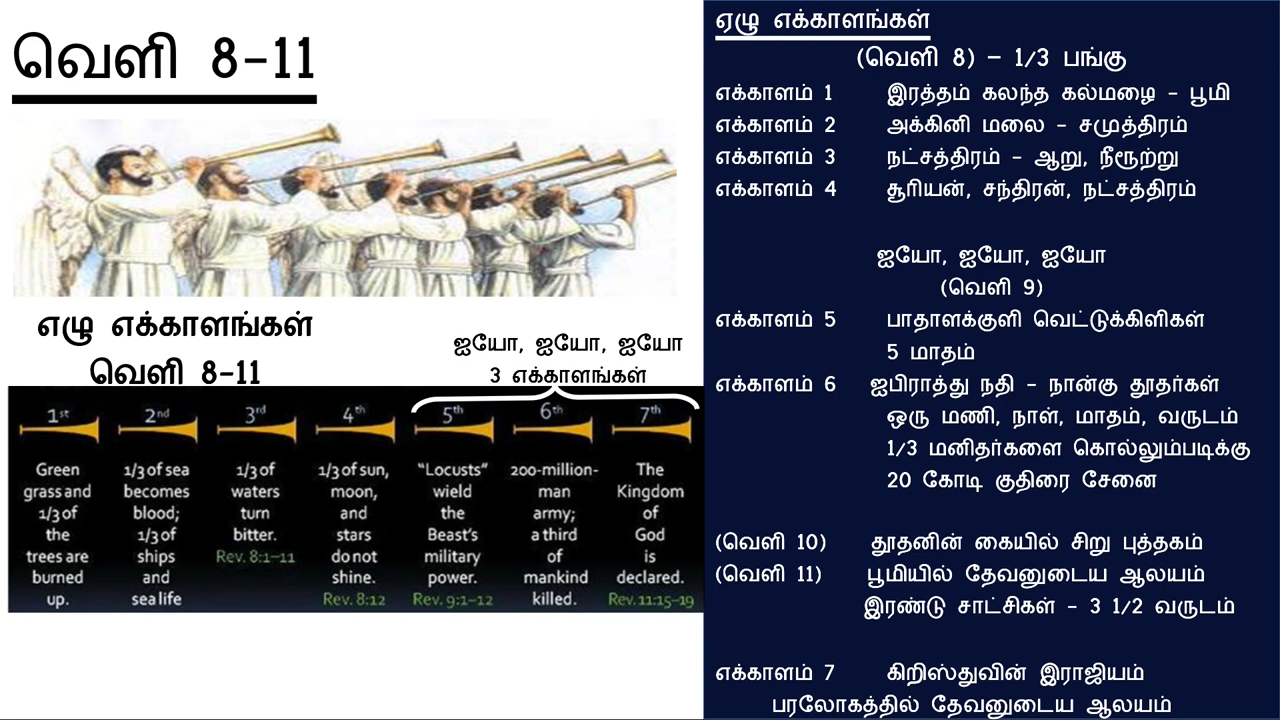 வெளி 8-11
எழு எக்காளங்கள்
வெளி 8-11
ஐயோ, ஐயோ, ஐயோ
3 எக்காளங்கள்
1st
Green
grass and
1/3 of
the
trees are
burned
up.
2nd
1/3 of sea
becomes
blood;
1/3 of
ships
and
sea life
3rd
1/3 of
waters
turn
bitter.
Rev. 8:1–11
4th
1/3 of sun,
moon,
and
stars
do not
shine.
Rev. 8:12
5th
"Locusts"
wield
the
Beast's
military
power.
Rev. 9:1–12
6th
200-million-
man
army;
a third
of
mankind
killed.
7th
The
Kingdom
of
God
is
declared.
Rev. 11:15–19
ஏழு எக்காளங்கள்
(வெளி 8) – 1/3 பங்கு
எக்காளம் 1 இரத்தம் கலந்த கல்மழை - பூமி
எக்காளம் 2 அக்கினி மலை - சமுத்திரம்
எக்காளம் 3 நட்சத்திரம் - ஆறு, நீரூற்று
எக்காளம் 4 சூரியன், சந்திரன், நட்சத்திரம்
ஐயோ, ஐயோ, ஐயோ
(வெளி 9)
எக்காளம் 5 பாதாளக்குளி வெட்டுக்கிளிகள்
5 மாதம்
எக்காளம் 6 ஐபிராத்து நதி - நான்கு தூதர்கள்
ஒரு மணி, நாள், மாதம், வருடம்
1/3 மனிதர்களை கொல்லும்படிக்கு
20 கோடி குதிரை சேனை
(வெளி 10) தூதனின் கையில் சிறு புத்தகம்
(வெளி 11) பூமியில் தேவனுடைய ஆலயம்
இரண்டு சாட்சிகள் - 3 1/2 வருடம்
எக்காளம் 7 கிறிஸ்துவின் இராஜியம்
பரலோகத்தில் தேவனுடைய ஆலயம்